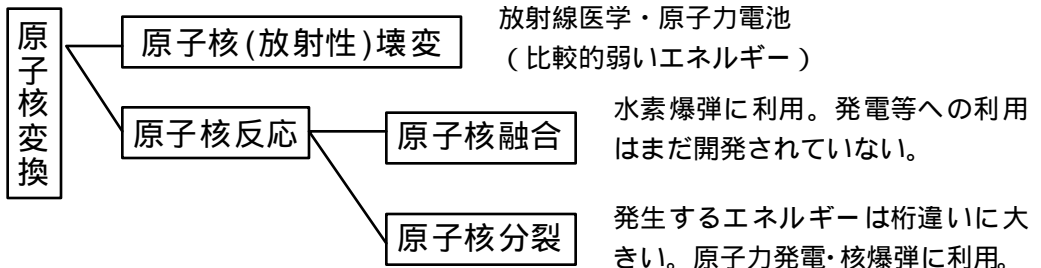 原子核変換
原子核(放射性)壊変
放射線医学・原子力電池
（比較的弱いエネルギー）
原子核反応
原子核融合
水素爆弾に利用。発電等への利用
はまだ開発されていない。
原子核分裂
発生するエネルギーは桁違いに大
きい。原子力発電・核爆弾に利用。